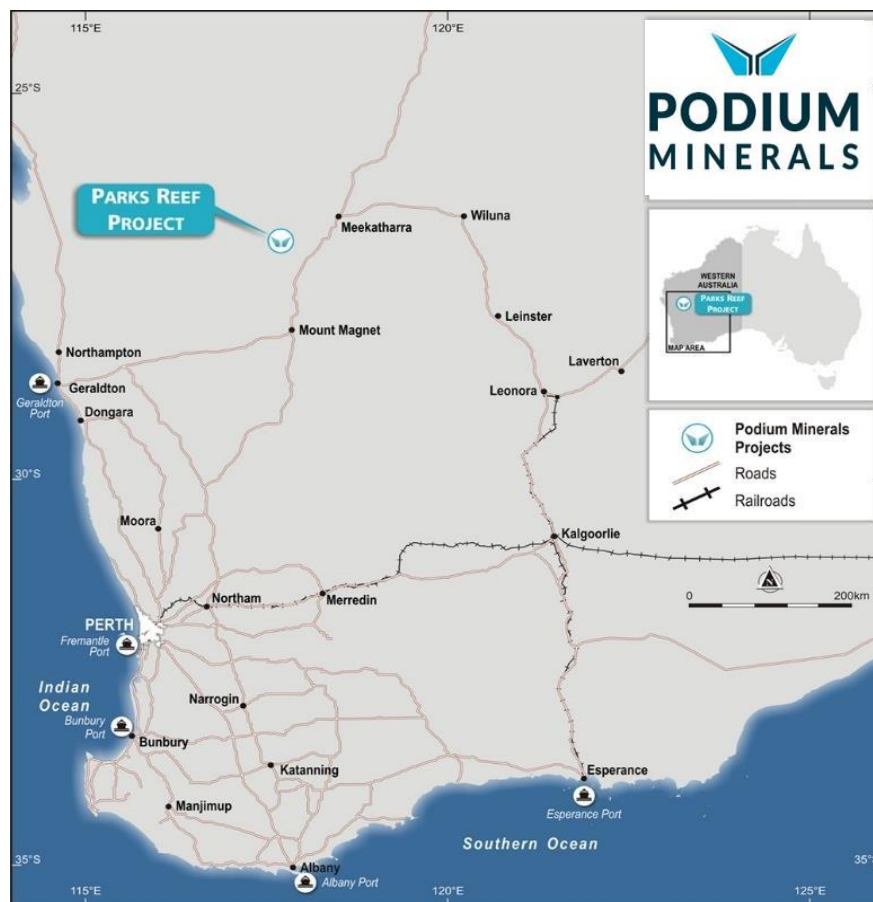 115°E
120°E
25°S
PODIUM
MINERALS
PARKS REEF
PROJECT
Meekatharra
Wiluna
WESTERN
AUSTRALIA
PARKS REEF
PROJECT
MAP AREA
Leinster
Mount Magnet
Northampton
Laverton
Geraldton
Geraldton
Port
Leonora
Dongara
Podium Minerals
Projects
Roads
Railroads
30°S
Moora
Kalgoorlie
N
0
200km
Northam
Merredin
PERTH
Fremantle
Port
Indian
Ocean
Narrogin
Bunbury
Port
Bunbury
Katanning
Esperance
Manjimup
Esperance Port
Southern Ocean
35°S
35°
Albany
Albany Port
115°E
120°E
125°E